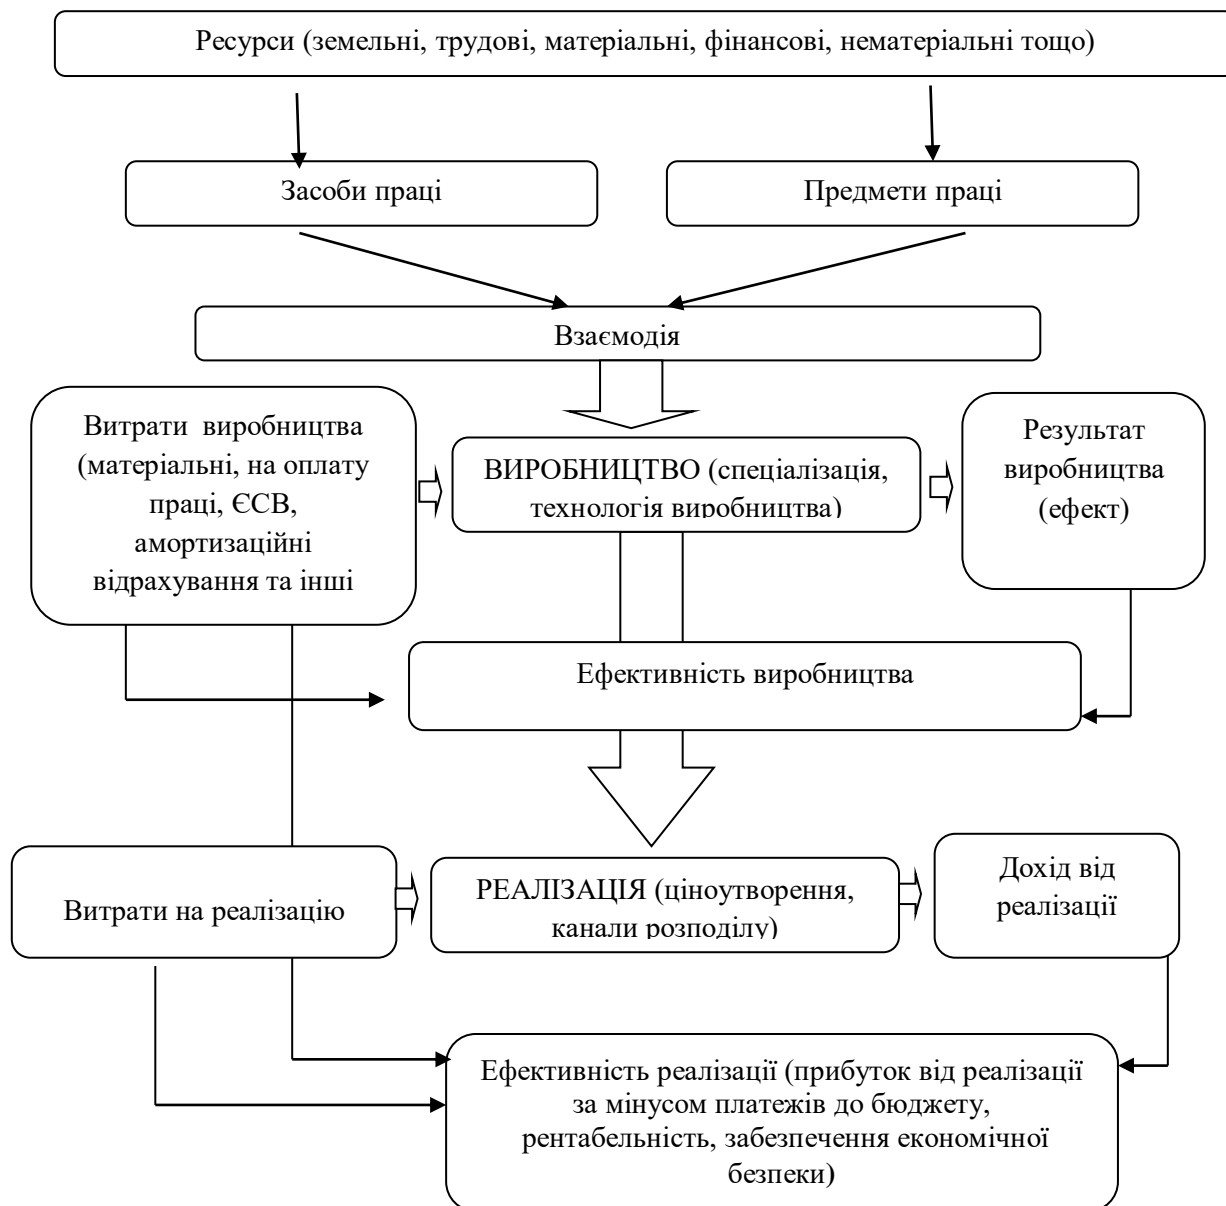 Ресурси (земельні, трудові, матеріальні, фінансові, нематеріальні тощо)
Засоби праці
Предмети праці
Взаємодія
Витрати виробництва
(матеріальні, на оплату
праці, ЄСВ,
амортизаційні
відрахування та інші
ВИРОБНИЦТВО (спеціалізація,
технологія виробництва)
Результат
виробництва
(ефект)
Ефективність виробництва
Витрати на реалізацію
РЕАЛІЗАЦІЯ (ціноутворення,
канали розподілу)
Дохід від
реалізації
Ефективність реалізації (прибуток від реалізації
за мінусом платежів до бюджету,
рентабельність, забезпечення економічної
безпеки)